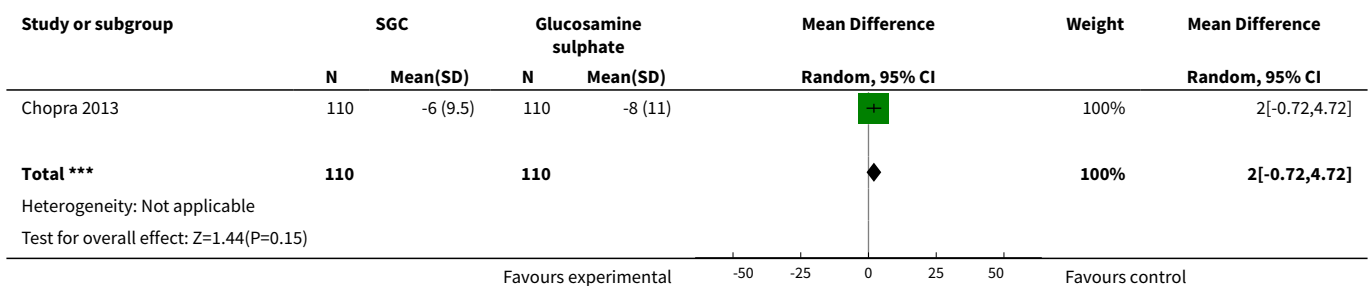 Study or subgroup SGC Glucosamine sulphate Mean Difference Weight Mean Difference
N Mean(SD) N Mean(SD) Random, 95% CI Random, 95% CI
Chopra 2013 110 -6 (9.5) 110 -8 (11) 100% 2[-0.72,4.72]
Total *** 110 110 100% 2[-0.72,4.72]
Heterogeneity: Not applicable
Test for overall effect: Z=1.44(P=0.15)
Favours experimental -50 -25 0 25 50 Favours control